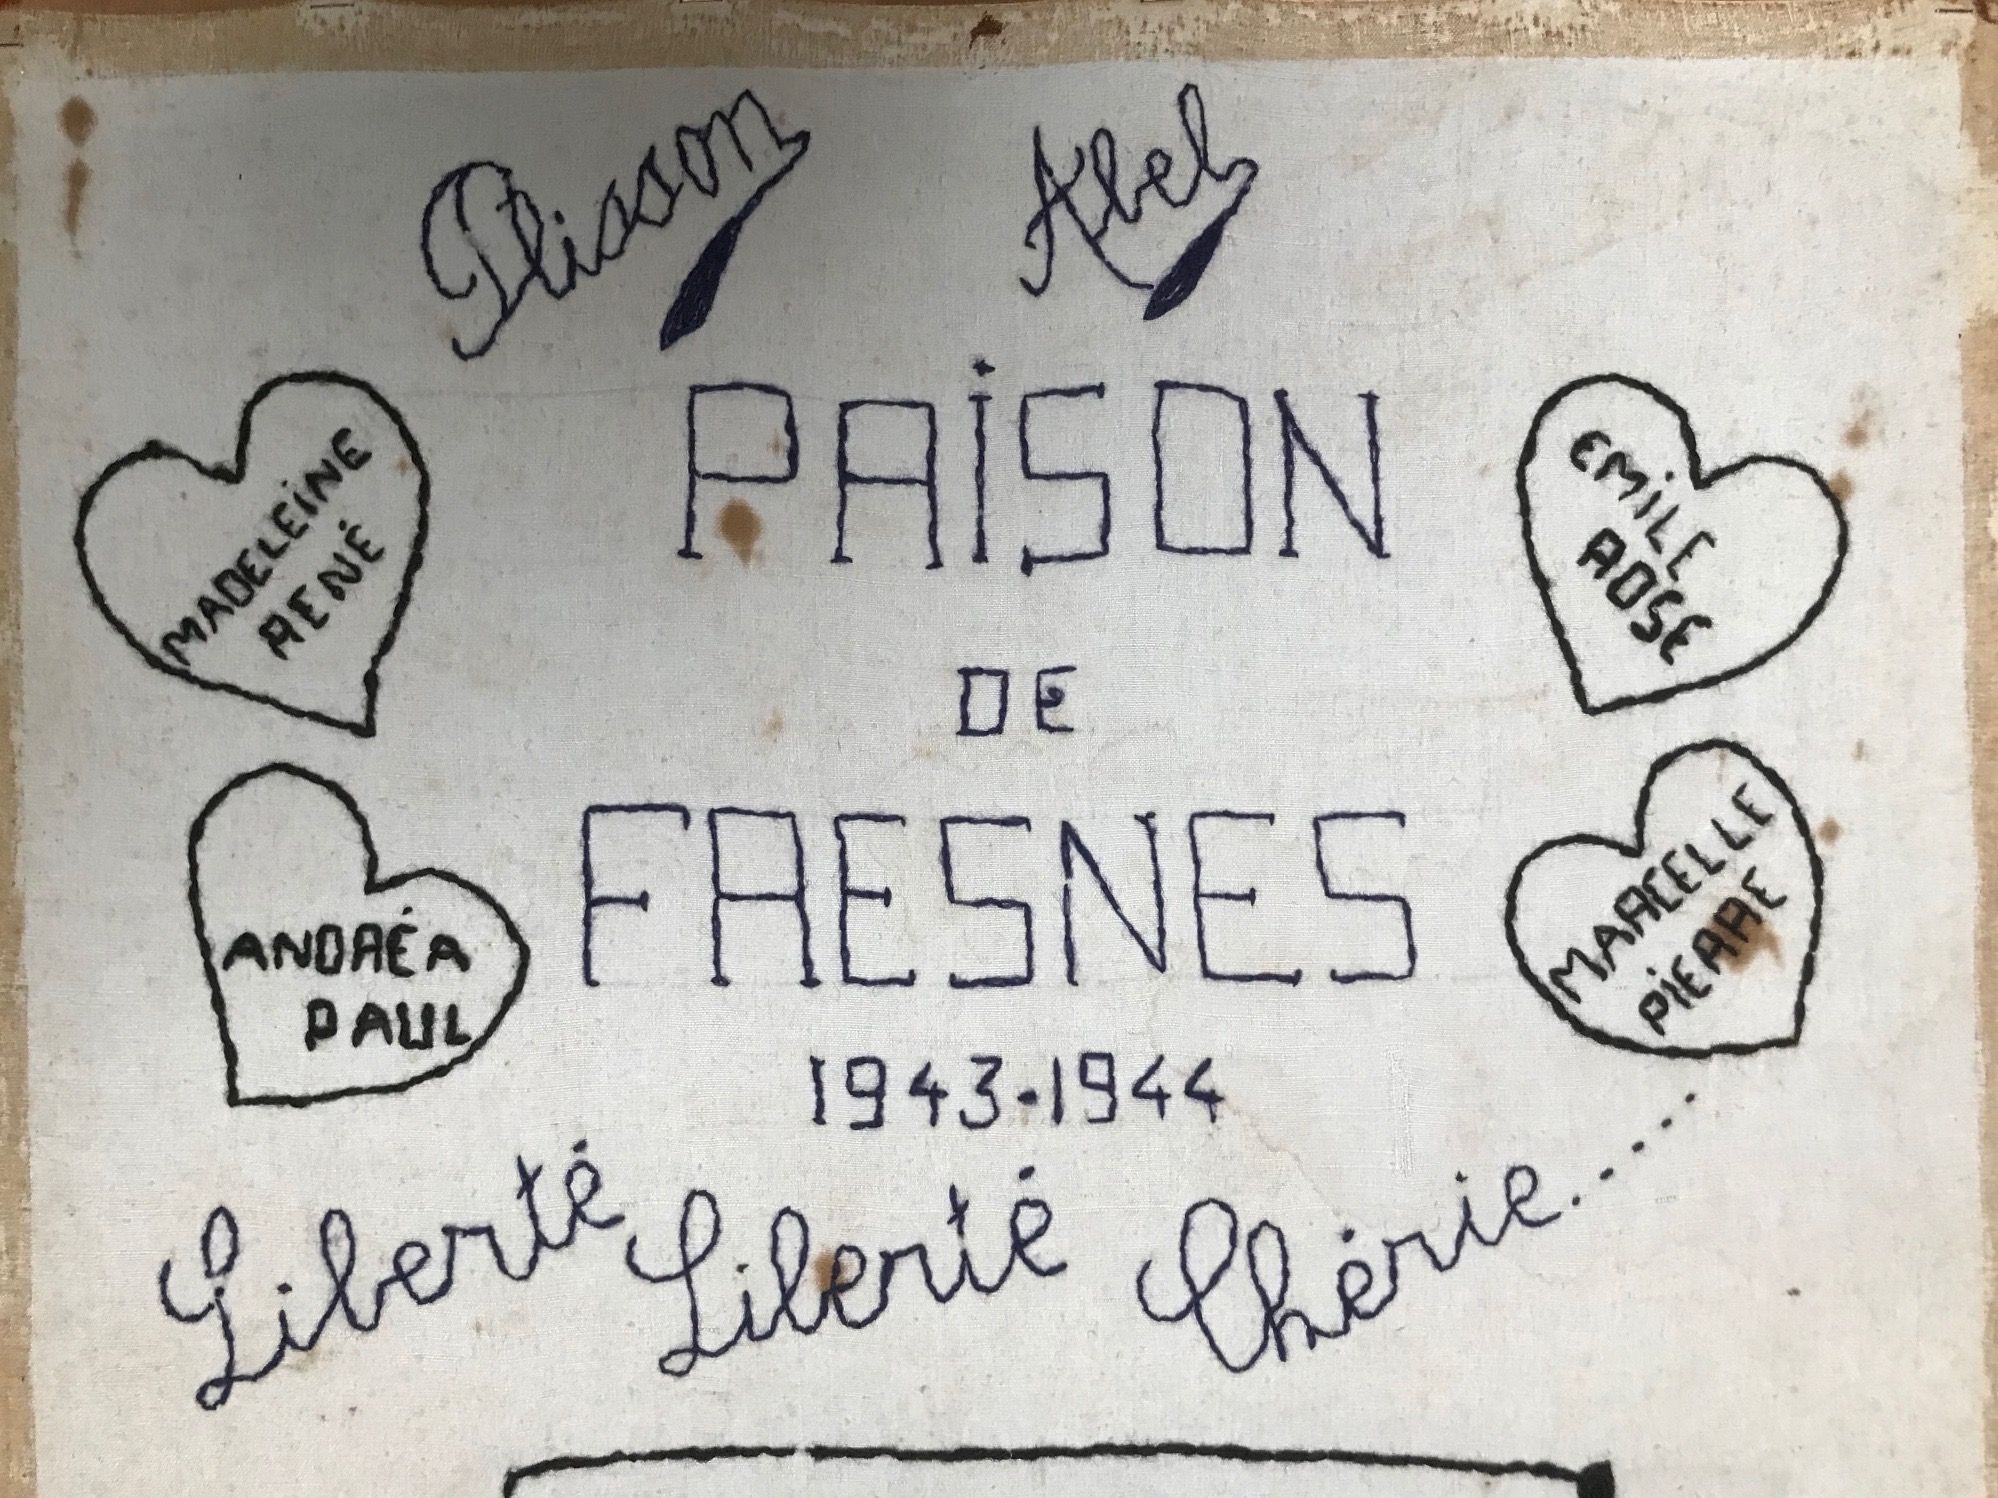 Plisson Abel
PRiSON
DE
FRESNES
1943-1944
MADELEiNE
RENÉ
EMiLE
ROSE
ANDRÉA
PAUL
MARCELLE
PiERRE
Liberté Liberté Chérie........